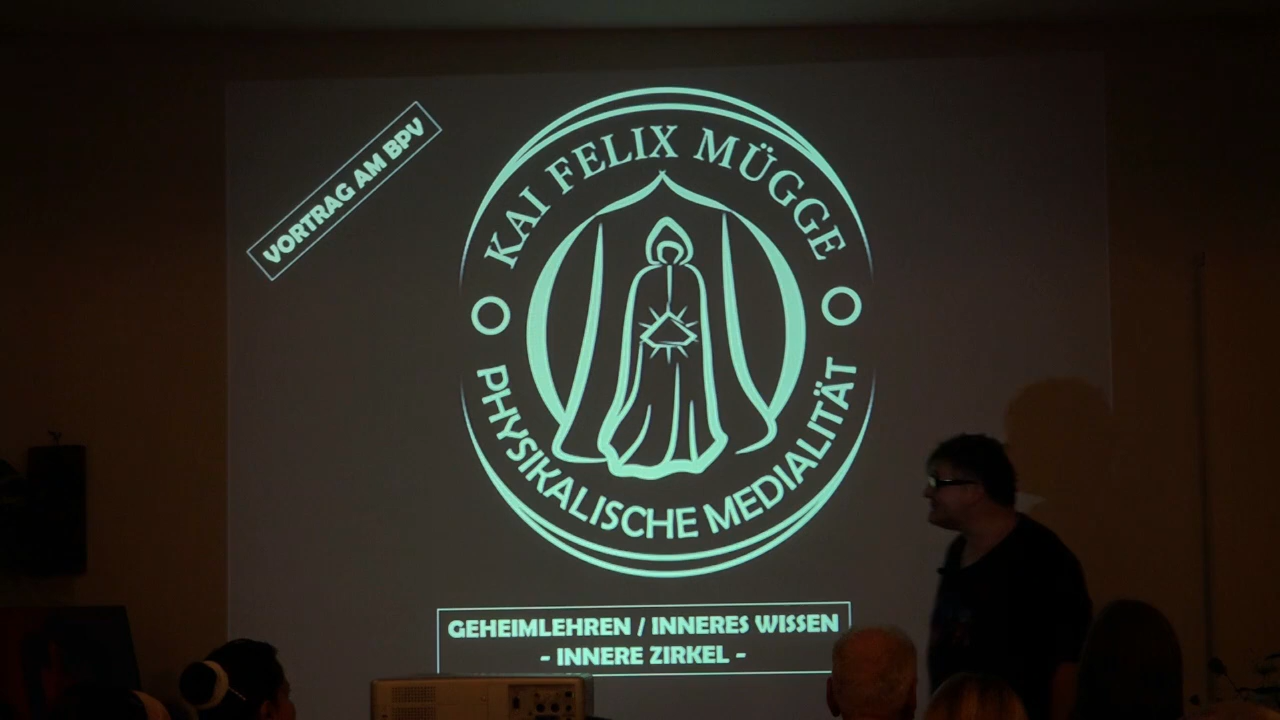 VORTRAG AM BPV
KAI FELIX MÜGGE
PHYSIKALISCHE MEDIALITÄT
GEHEIMLEHREN / INNERES WISSEN
- INNERE ZIRKEL -